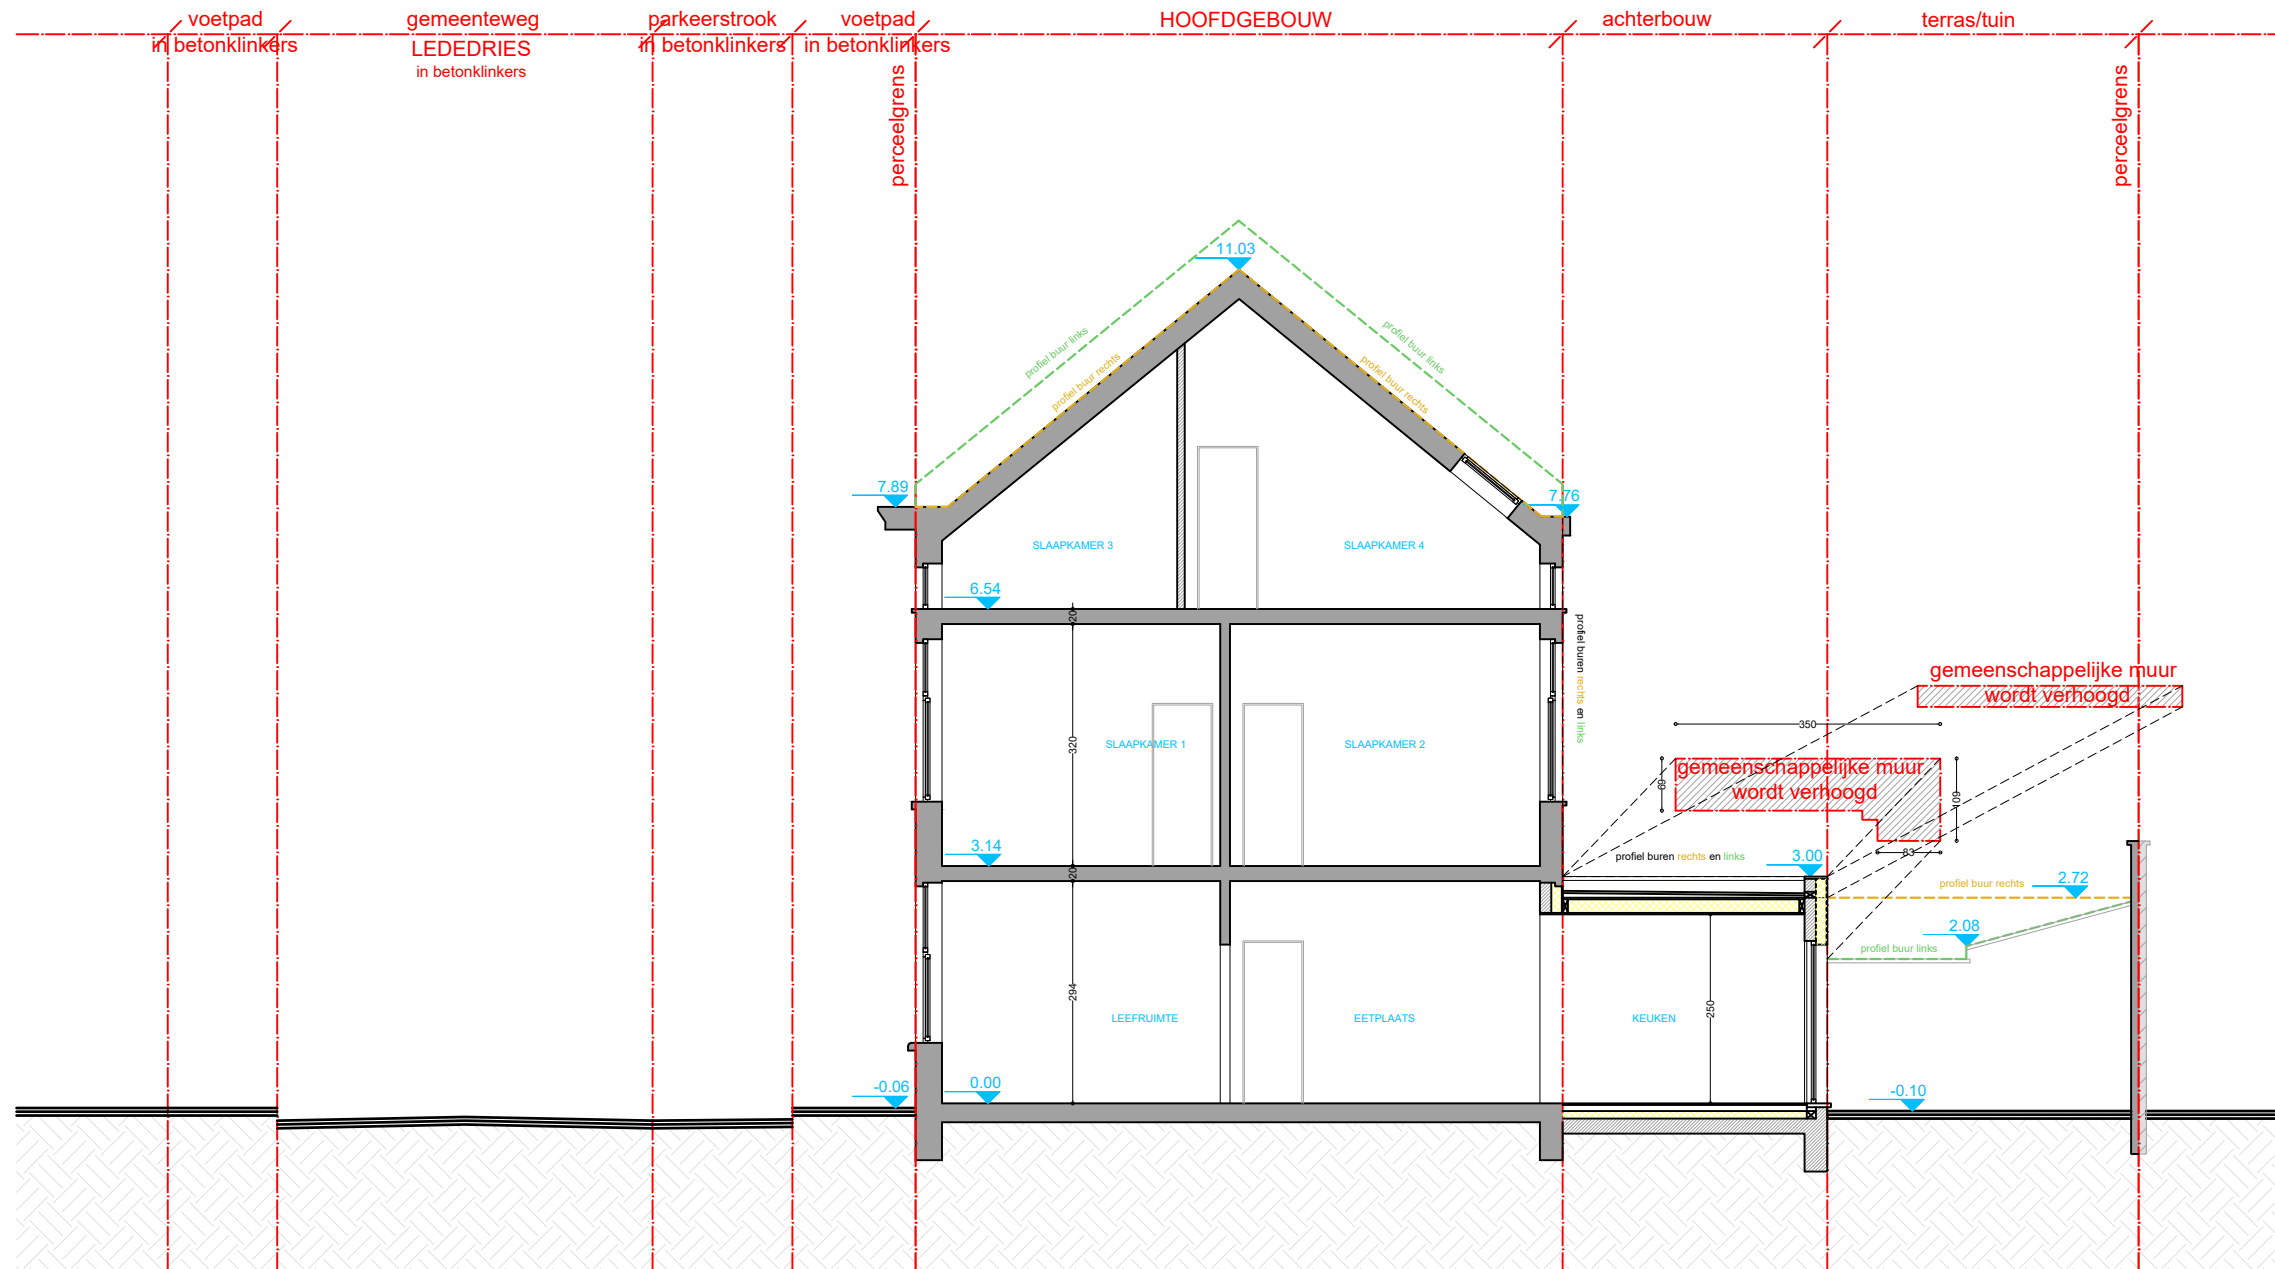 voetpad
in betonklinkers
gemeenteweg
LEDEDRIES
in betonklinkers
parkeerstrook
in betonklinkers
voetpad
in betonklinkers
HOOFDGEBOUW
achterbouw
terras/tuin
perceelgrens
perceelgrens
11.03
profiel buur links
profiel buur rechts
profiel buur links
profiel buur rechts
7.89
7.76
SLAAPKAMER 3
SLAAPKAMER 4
6.54
20
profiel buren rechts en links
gemeenschappelijke muur
wordt verhoogd
350
320
SLAAPKAMER 1
SLAAPKAMER 2
69
gemeenschappelijke muur
wordt verhoogd
109
83
3.14
20
profiel buren rechts en links
3.00
profiel buur rechts
2.72
2.08
profiel buur links
294
LEEFRUIMTE
EETPLAATS
KEUKEN
250
-0.06
0.00
-0.10